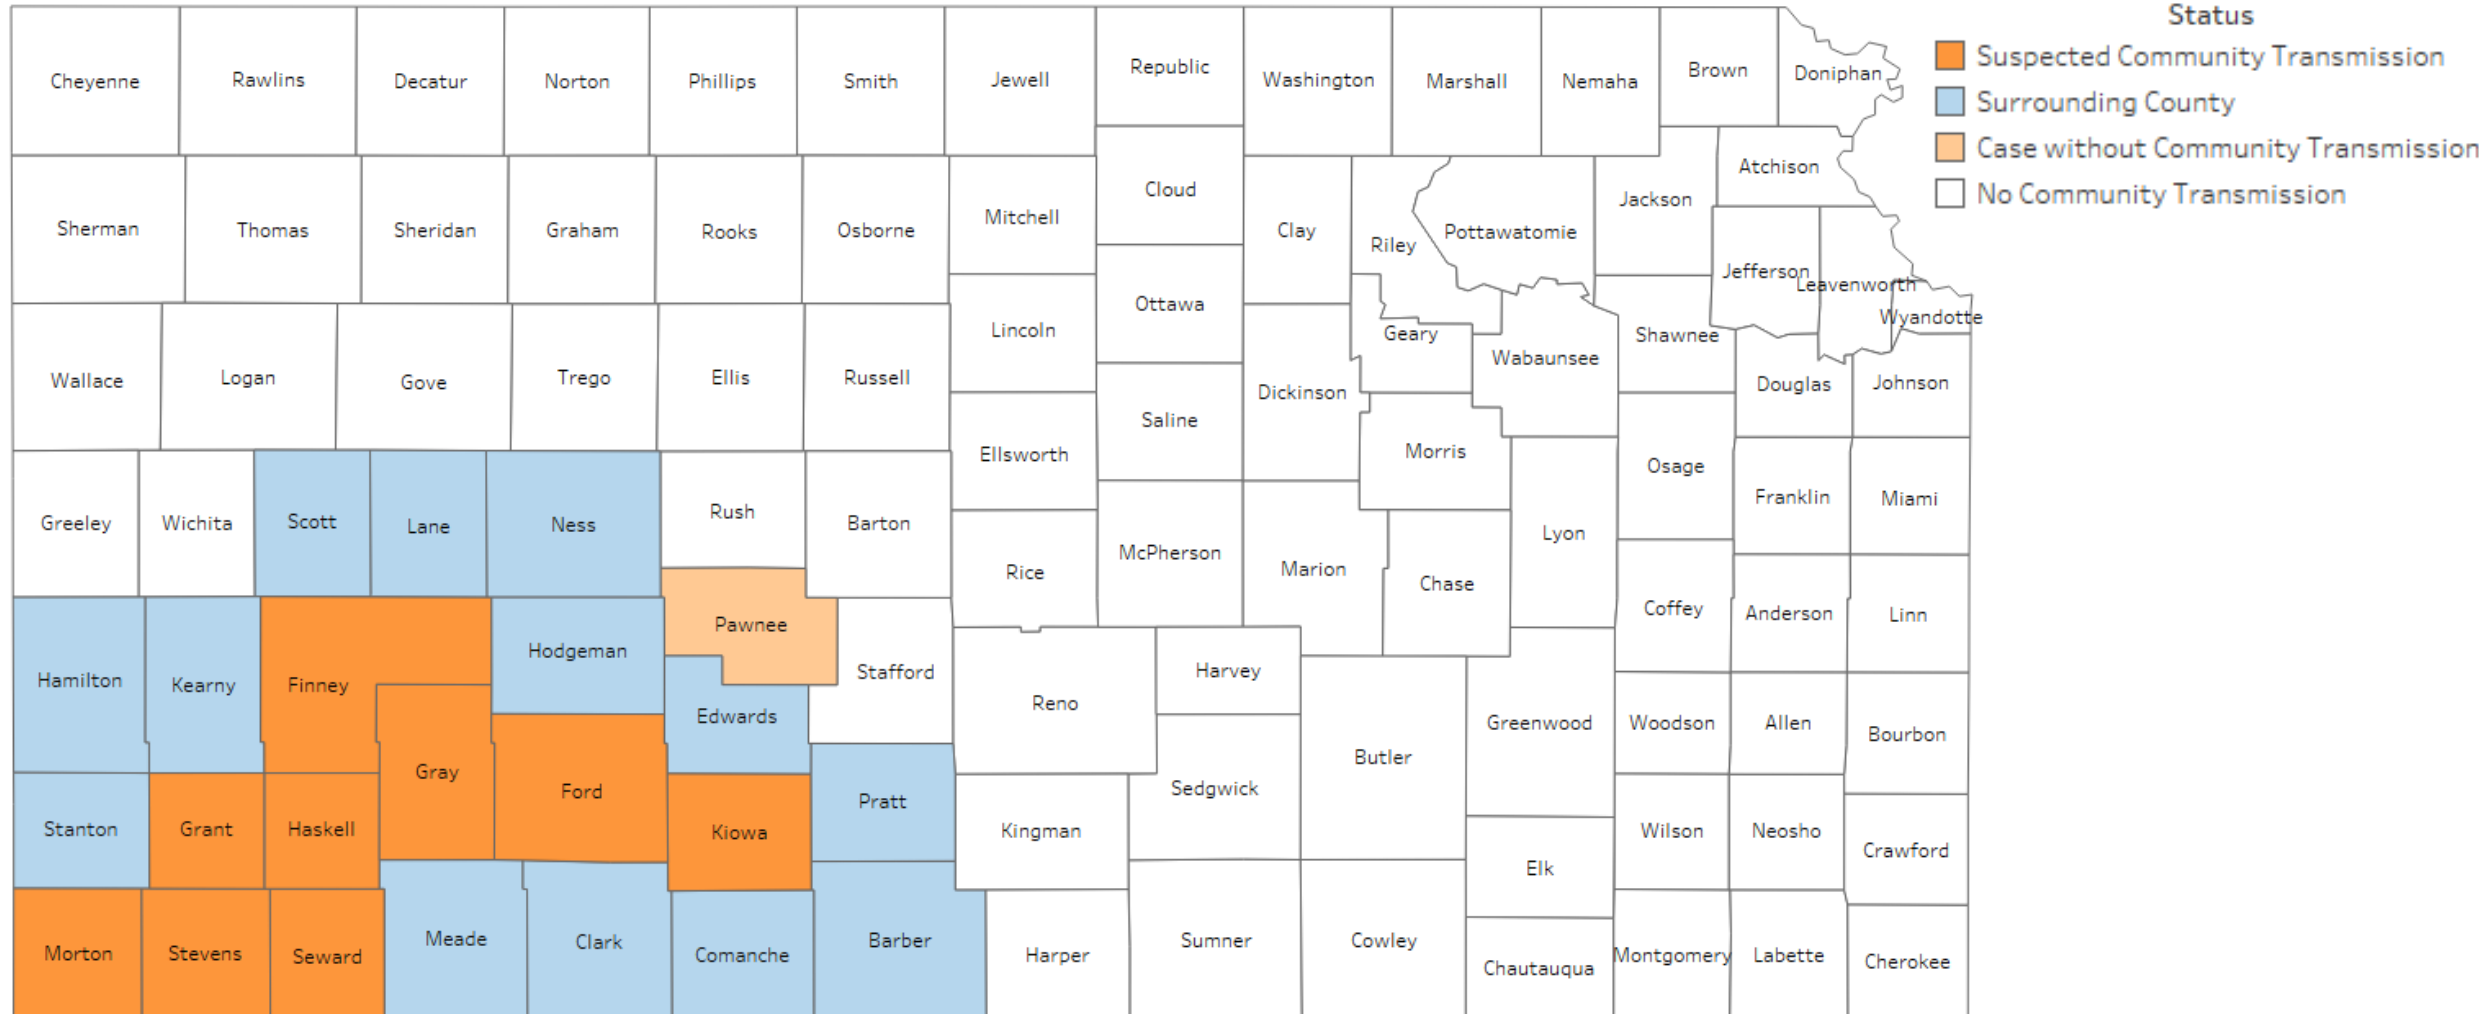 Status
Suspected Community Transmission
Surrounding County
Case without Community Transmission
No Community Transmission
Cheyenne
Rawlins
Decatur
Norton
Phillips
Smith
Jewell
Republic
Washington
Marshall
Nemaha
Brown
Doniphan
Sherman
Thomas
Sheridan
Graham
Rooks
Osborne
Mitchell
Cloud
Clay
Riley
Pottawatomie
Jackson
Atchison
Jefferson
Leavenworth
Wyandotte
Wallace
Logan
Gove
Trego
Ellis
Russell
Lincoln
Ottawa
Saline
Dickinson
Geary
Wabaunsee
Shawnee
Douglas
Johnson
Greeley
Wichita
Scott
Lane
Ness
Rush
Barton
Ellsworth
Rice
McPherson
Marion
Morris
Chase
Lyon
Osage
Franklin
Miami
Hamilton
Kearny
Finney
Hodgeman
Pawnee
Edwards
Stafford
Reno
Harvey
Butler
Greenwood
Coffey
Anderson
Linn
Woodson
Allen
Bourbon
Stanton
Grant
Haskell
Gray
Ford
Kiowa
Pratt
Kingman
Sedgwick
Elk
Wilson
Neosho
Crawford
Morton
Stevens
Seward
Meade
Clark
Comanche
Barber
Harper
Sumner
Cowley
Chautauqua
Montgomery
Labette
Cherokee